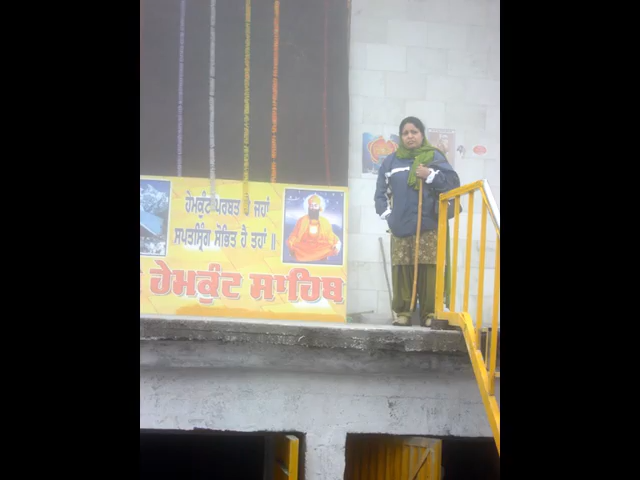 ਹੇਮਕੁੰਟ ਪਰਬਤ ਹੈ ਜਹਾਂ
ਸਪਤਸ੍ਰਿੰਗ ਸੋਭਿਤ ਹੈ ਤਹਾਂ ॥
ਹੇਮਕੁੰਟ ਸਾਹਿਬ